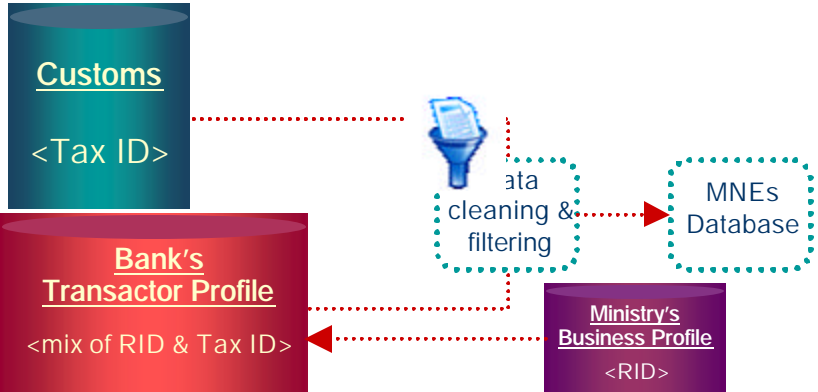 Customs
<Tax ID>
Bank's
Transactor Profile
<mix of RID & Tax ID>
ata
cleaning &
filtering
MNEs
Database
Ministry's
Business Profile
<RID>